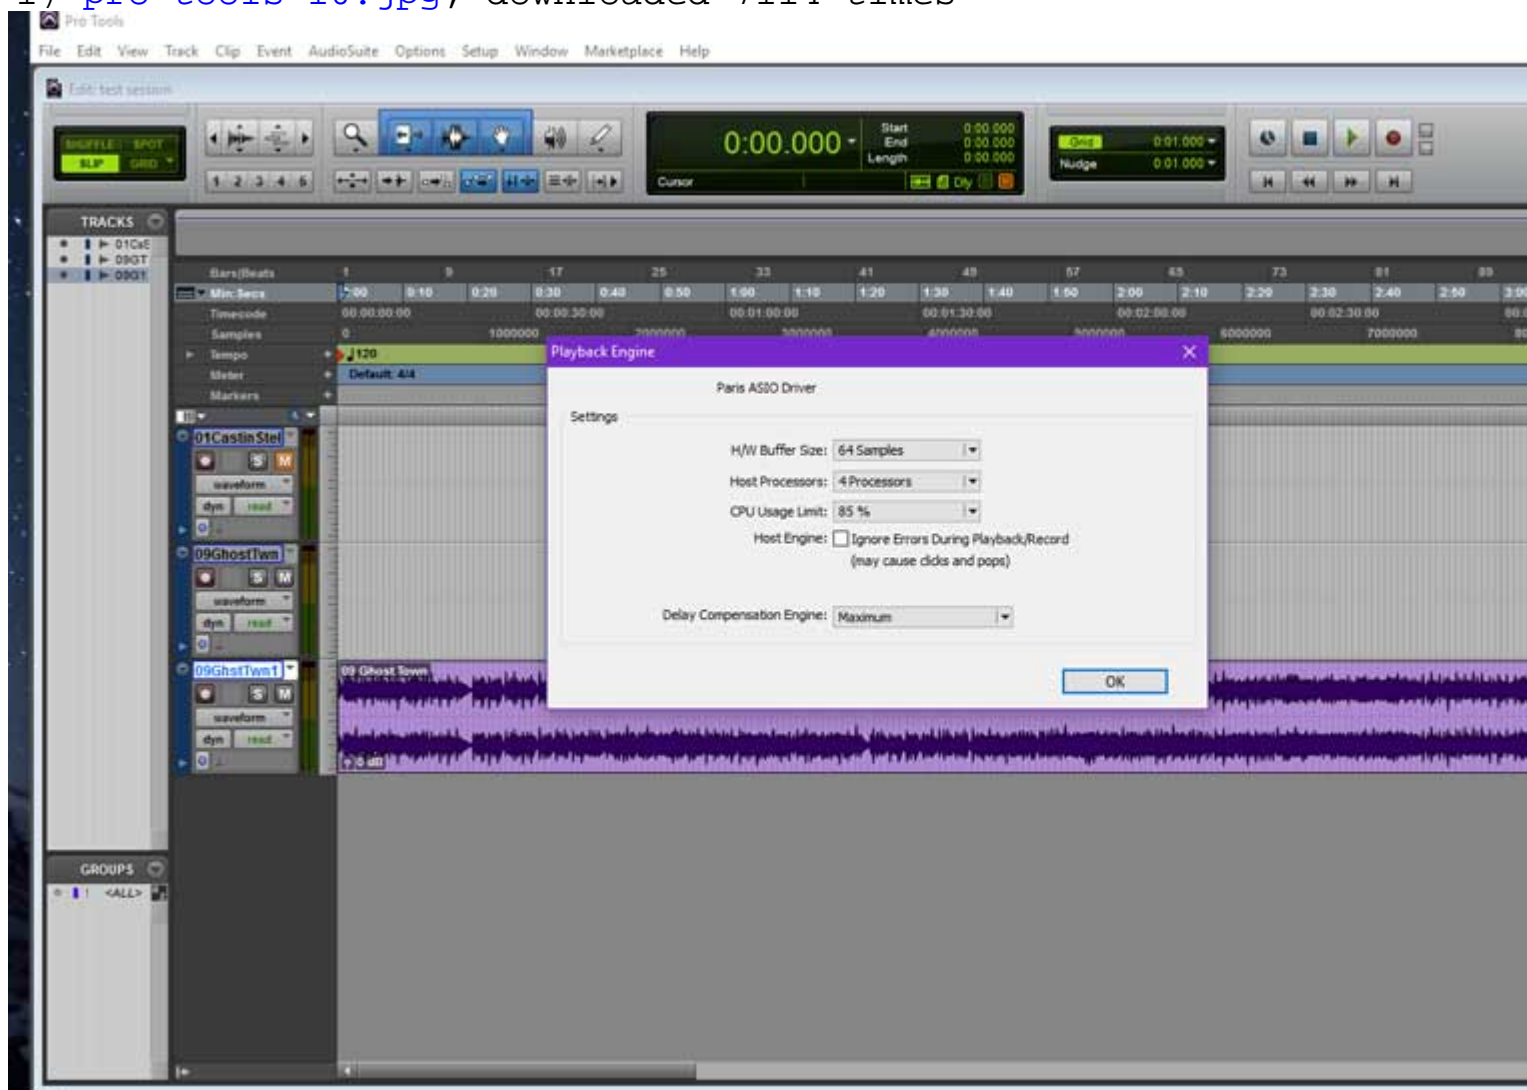 Pro Tools
File Edit View Track Clip Event AudioSuite Options Setup Window Marketplace Help
Edit: test session
SHUFFLE SPOT
SLIP GRID
1 2 3 4 5
0:00.000
Start 0:00.000
End 0:00.000
Length 0:00.000
Cursor
Dly
Grid 0:01.000
Nudge 0:01.000
TRACKS
01CsS
09GT
09G1
Bars|Beats 1 9 17 25 33 41 49 57 65 73 81 89
Min:Secs 0:00 0:10 0:20 0:30 0:40 0:50 1:00 1:10 1:20 1:30 1:40 1:50 2:00 2:10 2:20 2:30 2:40 2:50 3:00
Timecode 00:00:00:00 00:00:30:00 00:01:00:00 00:01:30:00 00:02:00:00 00:02:30:00
Samples 0 1000000 2000000 3000000 4000000 5000000 6000000 7000000
Tempo 120
Meter Default: 4/4
Markers
Playback Engine
Paris ASIO Driver
Settings
H/W Buffer Size: 64 Samples
Host Processors: 4 Processors
CPU Usage Limit: 85 %
Host Engine: Ignore Errors During Playback/Record
(may cause clicks and pops)
Delay Compensation Engine: Maximum
OK
01CastinStel
S M
waveform
dyn read
09GhostTwn
S M
waveform
dyn read
09GhstTwn1
S M
waveform
dyn read
09 Ghost Town
0 dB
GROUPS
! <ALL>